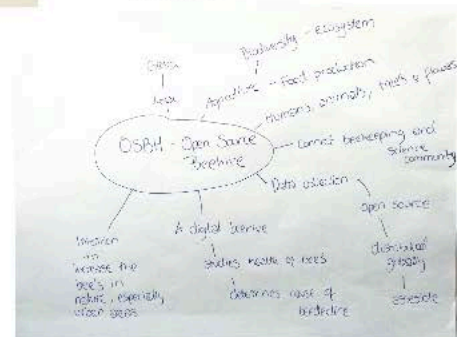 Biodiversity - Ecosystem
Agriculture - Food production
Humans, animals, trees & flowers
OSBH - Open Source
Beehive
Connect beekeeping and
science
community
Data collection
Open source
distributed
globally
A digital beehive
studies health of bees
determines cause of
increase the
bee's in
nature, especially
urban areas